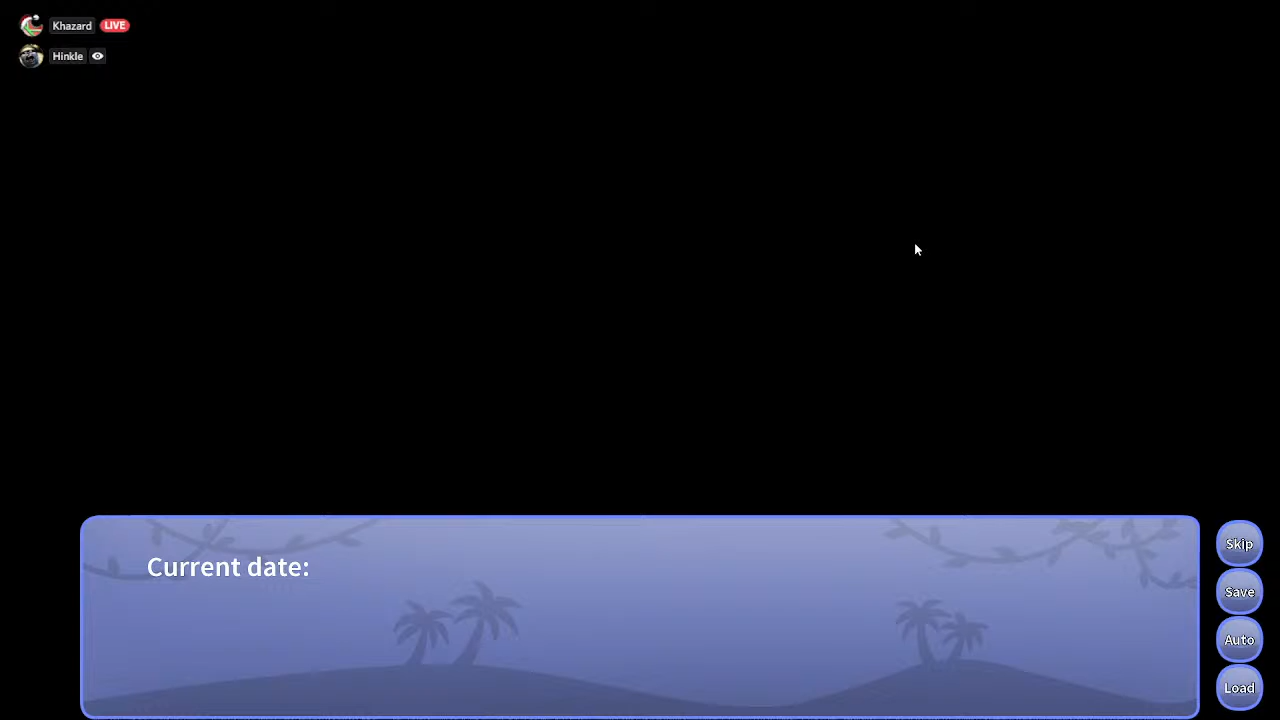 Khazard LIVE
Hinkle
Current date:
Skip
Save
Auto
Load